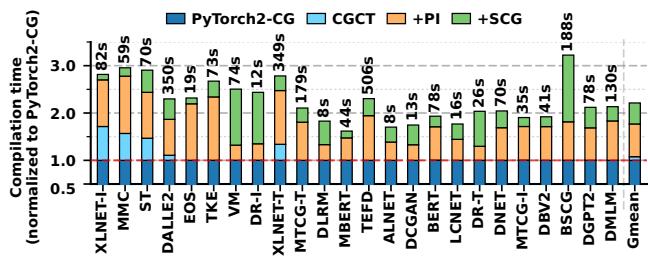 PyTorch2-CG CGCT +PI +SCG
Compilation time
(normalized to PyTorch2-CG)
3.0
2.0
1.0
0.5
82s 59s 70s 350s 19s 73s 74s 12s 349s 179s 8s 44s 506s 8s 13s 78s 16s 26s 70s 35s 41s 188s 78s 130s
XLNET-I MMC ST DALLE2 EOS TKE VM DR-I XLNET-T MTCG-T DLRM MBERT TEFD ALNET DCGAN BERT LCNET DR-T DNET MTCG-I DBV2 BSCG DGPT2 DMLM Gmean